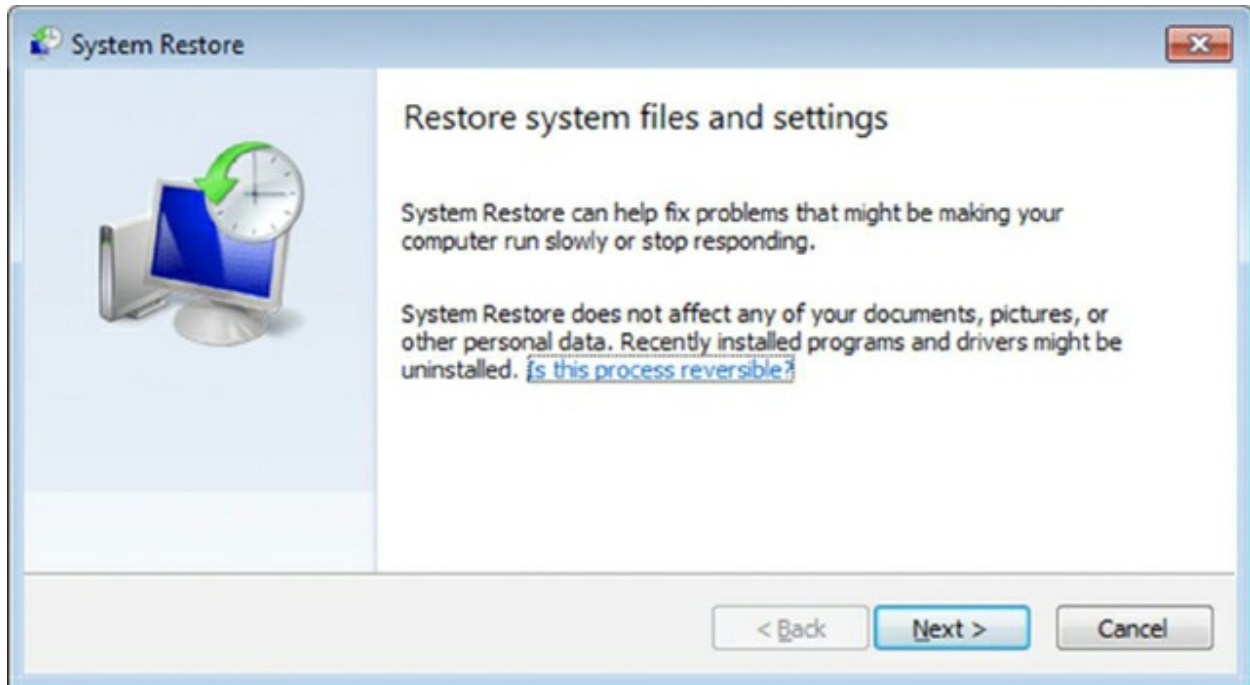 System Restore
Restore system files and settings
System Restore can help fix problems that might be making your
computer run slowly or stop responding.
System Restore does not affect any of your documents, pictures, or
other personal data. Recently installed programs and drivers might be
uninstalled. Is this process reversible?
< Back
Next >
Cancel